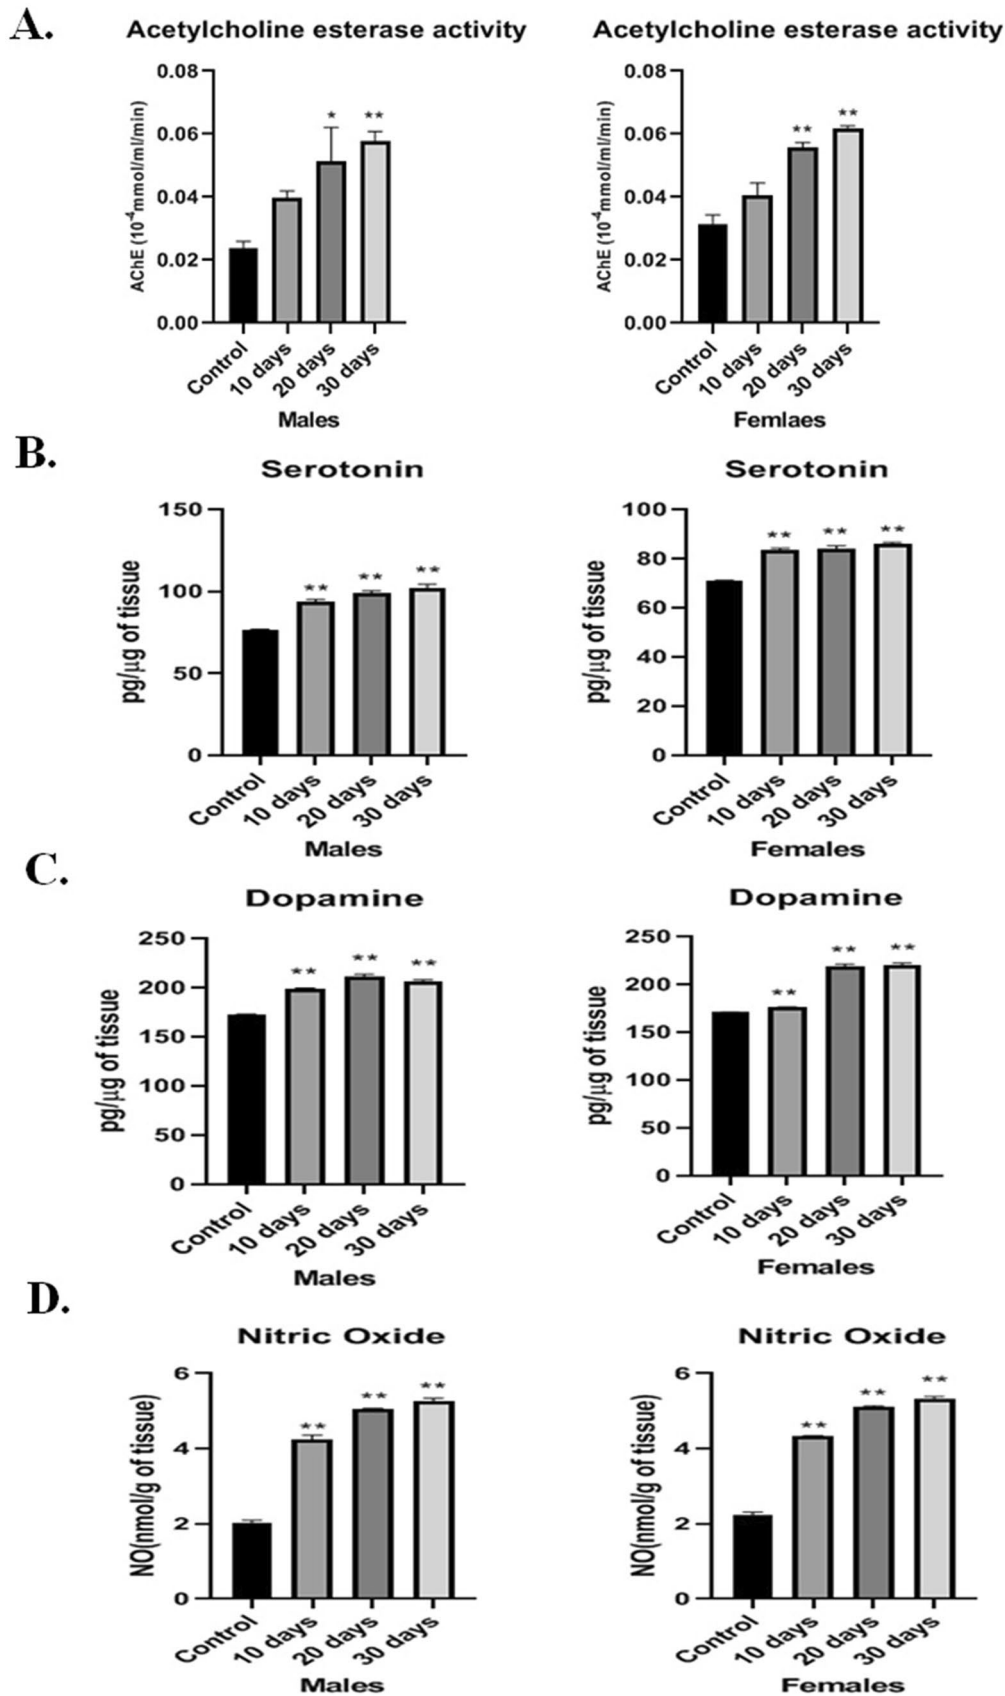 A.
Acetylcholine esterase activity
Acetylcholine esterase activity
AChE (10⁻⁴mmol/ml/min)
0.08
0.06
0.04
0.02
0.00
*
**
Control
10 days
20 days
30 days
Males
AChE (10⁻⁴mmol/ml/min)
0.08
0.06
0.04
0.02
0.00
**
**
Control
10 days
20 days
30 days
Femlaes
B.
Serotonin
Serotonin
pg/µg of tissue
150
100
50
0
**
**
**
Control
10 days
20 days
30 days
Males
pg/µg of tissue
100
80
60
40
20
0
**
**
**
Control
10 days
20 days
30 days
Females
C.
Dopamine
Dopamine
pg/µg of tissue
250
200
150
100
50
0
**
**
**
Control
10 days
20 days
30 days
Males
pg/µg of tissue
250
200
150
100
50
0
**
**
**
Control
10 days
20 days
30 days
Females
D.
Nitric Oxide
Nitric Oxide
NO(nmol/g of tissue)
6
4
2
0
**
**
**
Control
10 days
20 days
30 days
Males
NO(nmol/g of tissue)
6
4
2
0
**
**
**
Control
10 days
20 days
30 days
Females